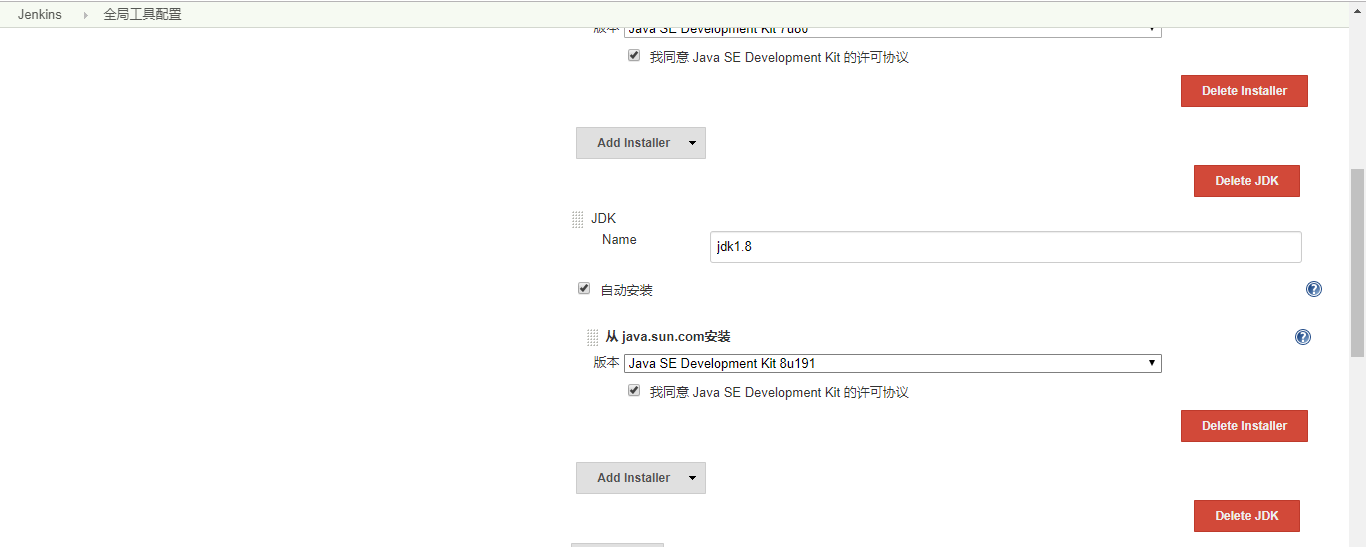 Jenkins 全局工具配置
版本 Java SE Development Kit 7u80
我同意 Java SE Development Kit 的许可协议
Delete Installer
Add Installer
Delete JDK
JDK
Name jdk1.8
自动安装
从 java.sun.com安装
版本 Java SE Development Kit 8u191
我同意 Java SE Development Kit 的许可协议
Delete Installer
Add Installer
Delete JDK